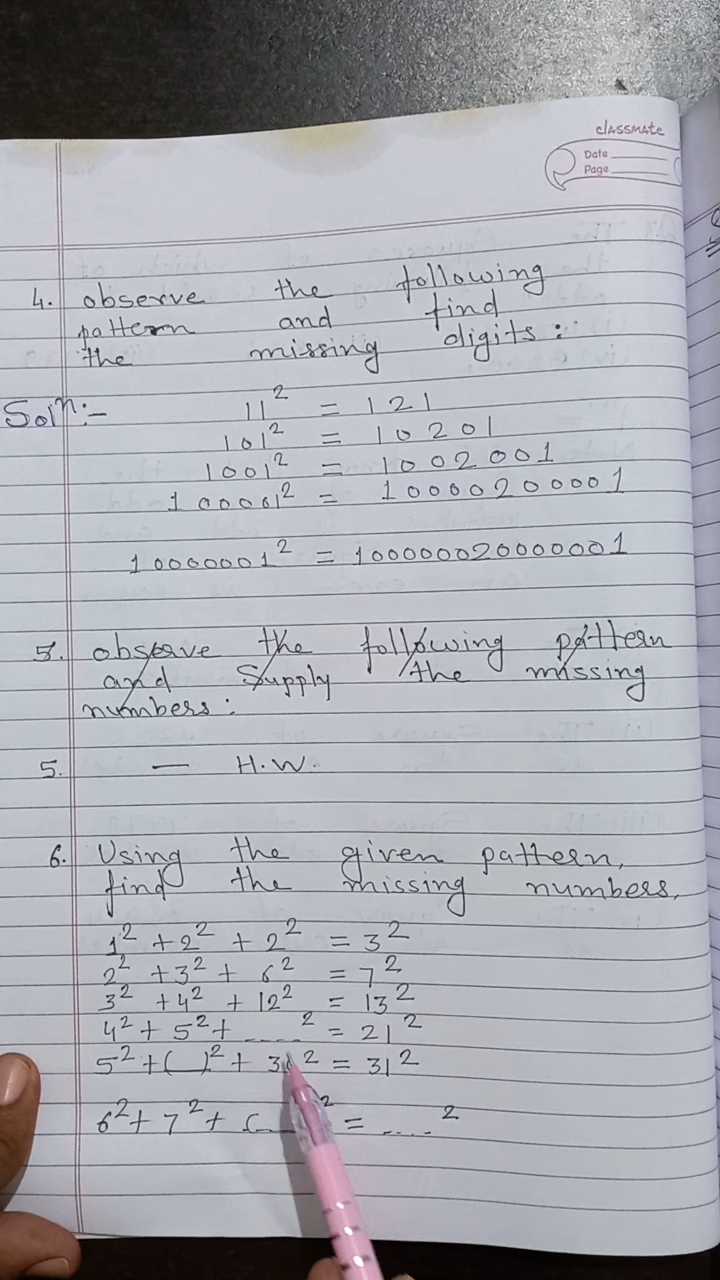 classmate
Date
Page
4. observe the following
pattern and find
the missing digits:
Solⁿ:-
11² = 121
101² = 10201
1001² = 1002001
100001² = 10000200001
10000001² = 100000020000001
5. observe the following pattern
and Supply the missing
numbers:
5. — H.W.
6. Using the given pattern,
find the missing numbers.
1² + 2² + 2² = 3²
2² + 3² + 6² = 7²
3² + 4² + 12² = 13²
4² + 5² + ....² = 21²
5² + ( )² + 30² = 31²
6² + 7² + (__ ² = ....²